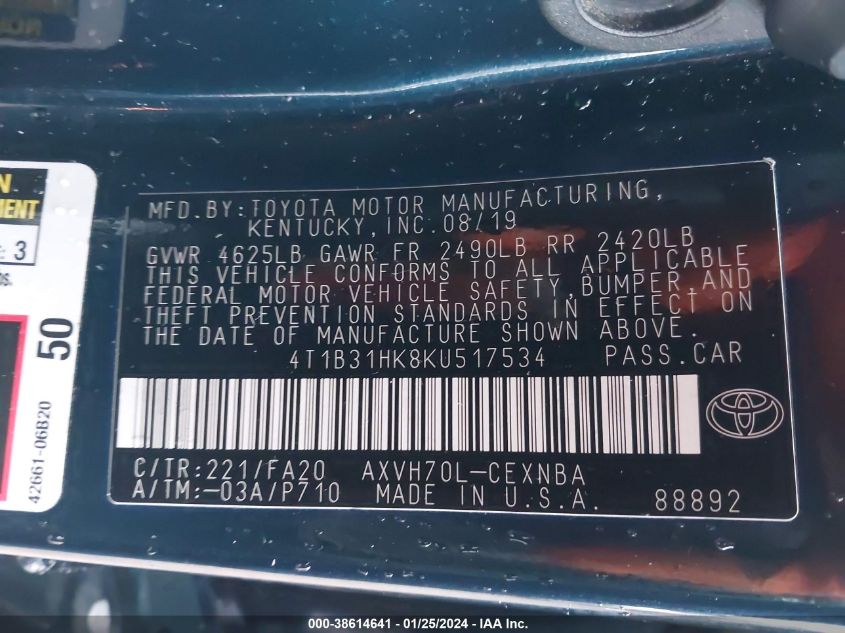 N
MENT
: 3
os.
50
42661-06B20
MFD.BY:TOYOTA MOTOR MANUFACTURING,
KENTUCKY,INC.08/19
GVWR 4625LB GAWR FR 2490LB RR 2420LB
THIS VEHICLE CONFORMS TO ALL APPLICABLE
FEDERAL MOTOR VEHICLE SAFETY,BUMPER,AND
THEFT PREVENTION STANDARDS IN EFFECT ON
THE DATE OF MANUFACTURE SHOWN ABOVE.
4T1B31HK8KU517534 PASS.CAR
C/TR:221/FA20 AXVH70L-CEXNBA
A/TM:-03A/P710 MADE IN U.S.A. 88892
000-38614641 - 01/25/2024 - IAA Inc.